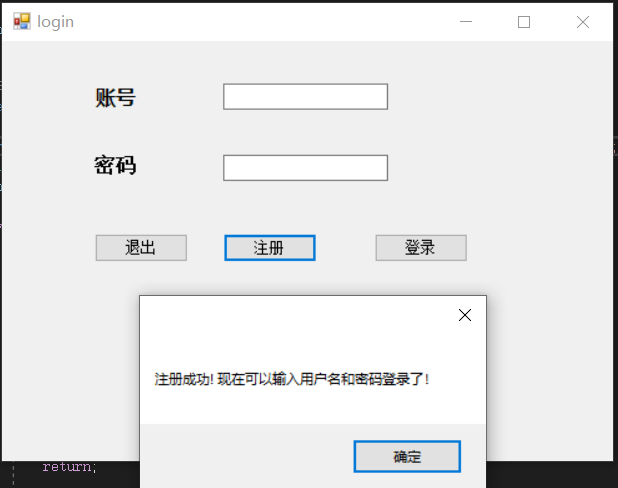 login
账号
密码
退出
注册
登录
注册成功! 现在可以输入用户名和密码登录了!
确定
return;